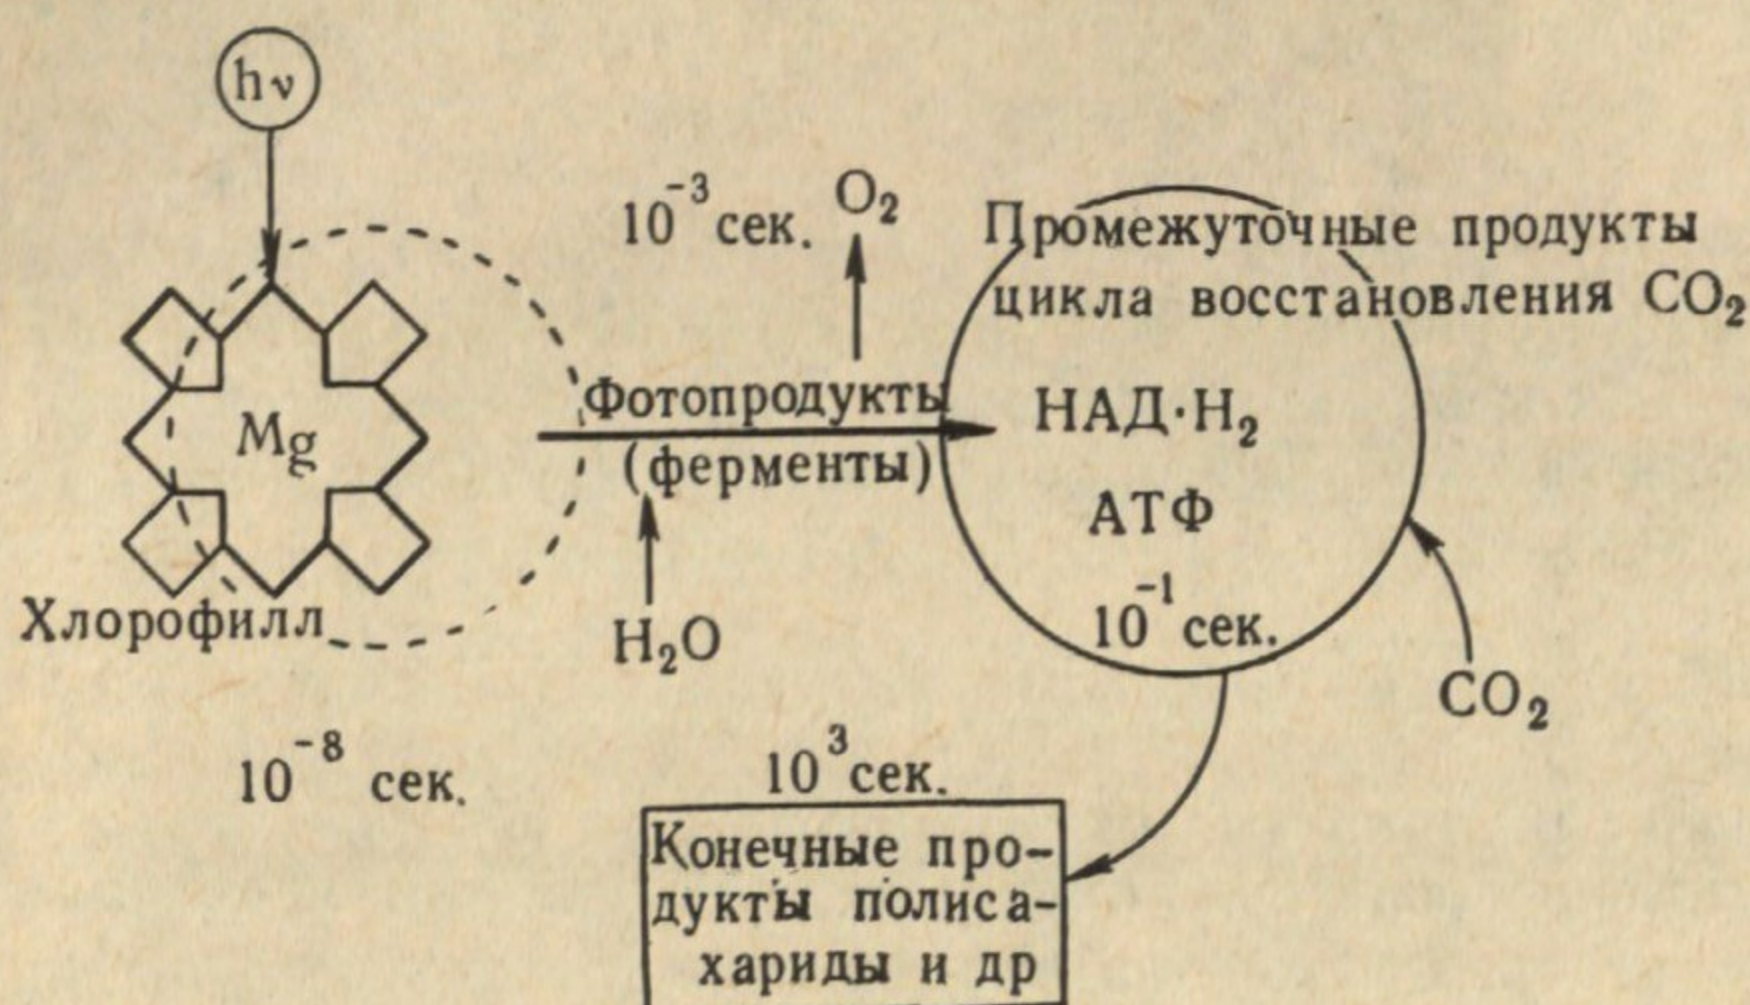 hν
10⁻³ сек.
O₂
Промежуточные продукты
цикла восстановления CO₂
Фотопродукты
(ферменты)
НАД·H₂
Mg
АТФ
10⁻¹ сек.
Хлорофилл
H₂O
CO₂
10⁻⁸ сек.
10³ сек.
Конечные про-
дукты полиса-
хариды и др